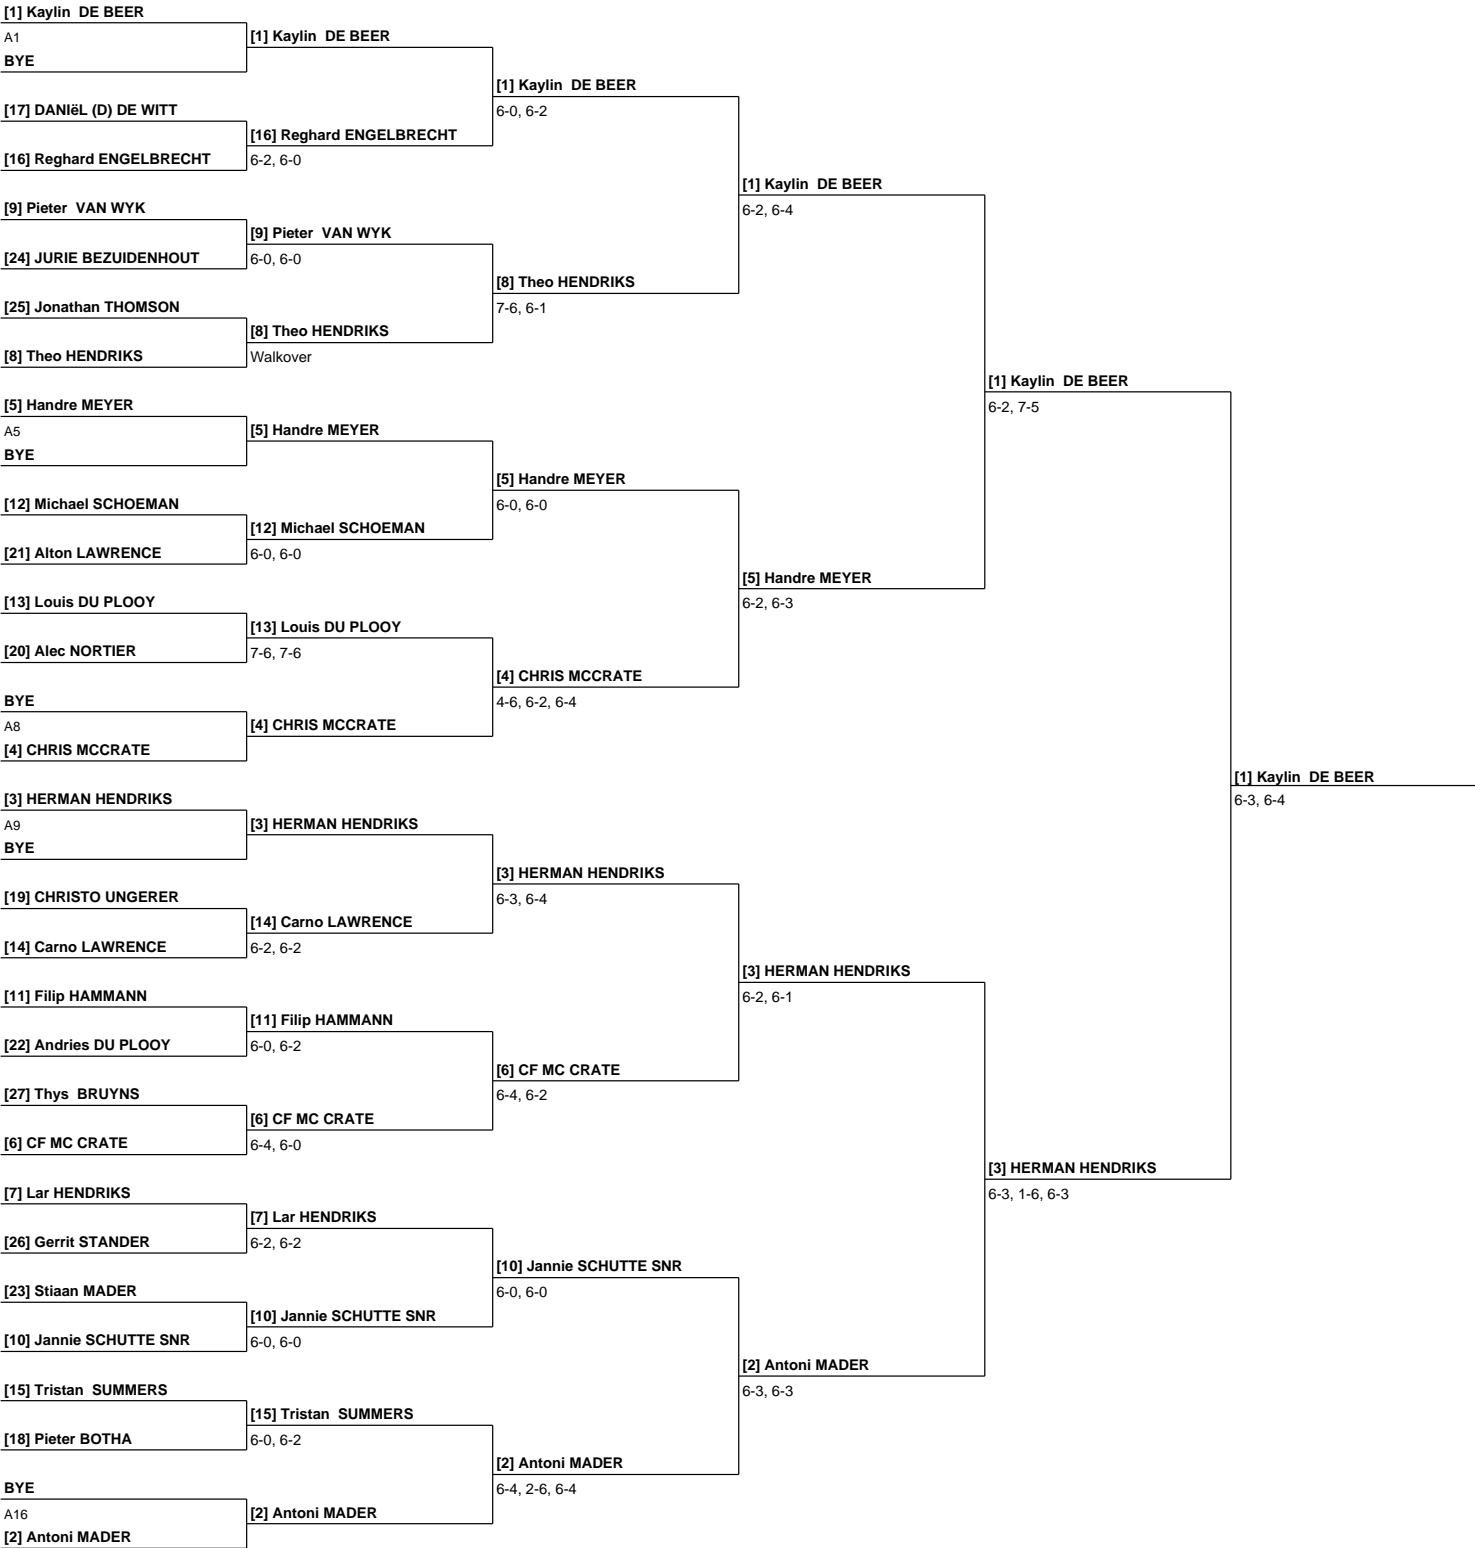 [1] Kaylin  DE BEER
A1
BYE
[17] DANIëL (D) DE WITT
[16] Reghard ENGELBRECHT
[9] Pieter  VAN WYK
[24] JURIE BEZUIDENHOUT
[25] Jonathan THOMSON
[8] Theo HENDRIKS
[5] Handre MEYER
A5
BYE
[12] Michael SCHOEMAN
[21] Alton LAWRENCE
[13] Louis DU PLOOY
[20] Alec NORTIER
BYE
A8
[4] CHRIS MCCRATE
[3] HERMAN HENDRIKS
A9
BYE
[19] CHRISTO UNGERER
[14] Carno LAWRENCE
[11] Filip HAMMANN
[22] Andries DU PLOOY
[27] Thys  BRUYNS
[6] CF MC CRATE
[7] Lar HENDRIKS
[26] Gerrit STANDER
[23] Stiaan MADER
[10] Jannie SCHUTTE SNR
[15] Tristan  SUMMERS
[18] Pieter BOTHA
BYE
A16
[2] Antoni MADER
[1] Kaylin  DE BEER
[16] Reghard ENGELBRECHT
6-2, 6-0
[9] Pieter  VAN WYK
6-0, 6-0
[8] Theo HENDRIKS
Walkover
[5] Handre MEYER
[12] Michael SCHOEMAN
6-0, 6-0
[13] Louis DU PLOOY
7-6, 7-6
[4] CHRIS MCCRATE
[3] HERMAN HENDRIKS
[14] Carno LAWRENCE
6-2, 6-2
[11] Filip HAMMANN
6-0, 6-2
[6] CF MC CRATE
6-4, 6-0
[7] Lar HENDRIKS
6-2, 6-2
[10] Jannie SCHUTTE SNR
6-0, 6-0
[15] Tristan  SUMMERS
6-0, 6-2
[2] Antoni MADER
[1] Kaylin  DE BEER
6-0, 6-2
[8] Theo HENDRIKS
7-6, 6-1
[5] Handre MEYER
6-0, 6-0
[4] CHRIS MCCRATE
4-6, 6-2, 6-4
[3] HERMAN HENDRIKS
6-3, 6-4
[6] CF MC CRATE
6-4, 6-2
[10] Jannie SCHUTTE SNR
6-0, 6-0
[2] Antoni MADER
6-4, 2-6, 6-4
[1] Kaylin  DE BEER
6-2, 6-4
[5] Handre MEYER
6-2, 6-3
[3] HERMAN HENDRIKS
6-2, 6-1
[2] Antoni MADER
6-3, 6-3
[1] Kaylin  DE BEER
6-2, 7-5
[3] HERMAN HENDRIKS
6-3, 1-6, 6-3
[1] Kaylin  DE BEER
6-3, 6-4